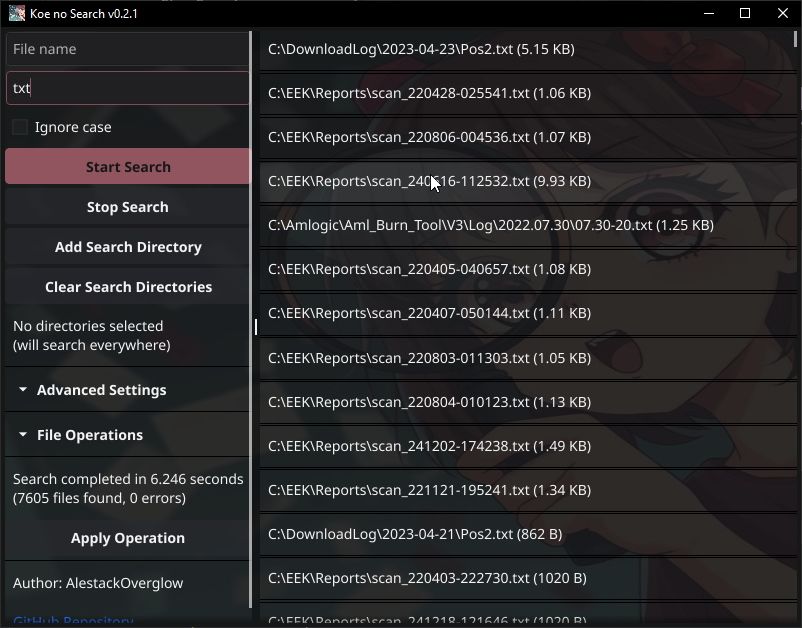 Koe no Search v0.2.1
File name
txt
Ignore case
Start Search
Stop Search
Add Search Directory
Clear Search Directories
No directories selected
(will search everywhere)
Advanced Settings
File Operations
Search completed in 6.246 seconds
(7605 files found, 0 errors)
Apply Operation
Author: AlestackOverglow
GitHub Repository
C:\DownloadLog\2023-04-23\Pos2.txt (5.15 KB)
C:\EEK\Reports\scan_220428-025541.txt (1.06 KB)
C:\EEK\Reports\scan_220806-004536.txt (1.07 KB)
C:\EEK\Reports\scan_240616-112532.txt (9.93 KB)
C:\Amlogic\Aml_Burn_Tool\V3\Log\2022.07.30\07.30-20.txt (1.25 KB)
C:\EEK\Reports\scan_220405-040657.txt (1.08 KB)
C:\EEK\Reports\scan_220407-050144.txt (1.11 KB)
C:\EEK\Reports\scan_220803-011303.txt (1.05 KB)
C:\EEK\Reports\scan_220804-010123.txt (1.13 KB)
C:\EEK\Reports\scan_241202-174238.txt (1.49 KB)
C:\EEK\Reports\scan_221121-195241.txt (1.34 KB)
C:\DownloadLog\2023-04-21\Pos2.txt (862 B)
C:\EEK\Reports\scan_220403-222730.txt (1020 B)
C:\EEK\Reports\scan_241218-121646.txt (1020 B)